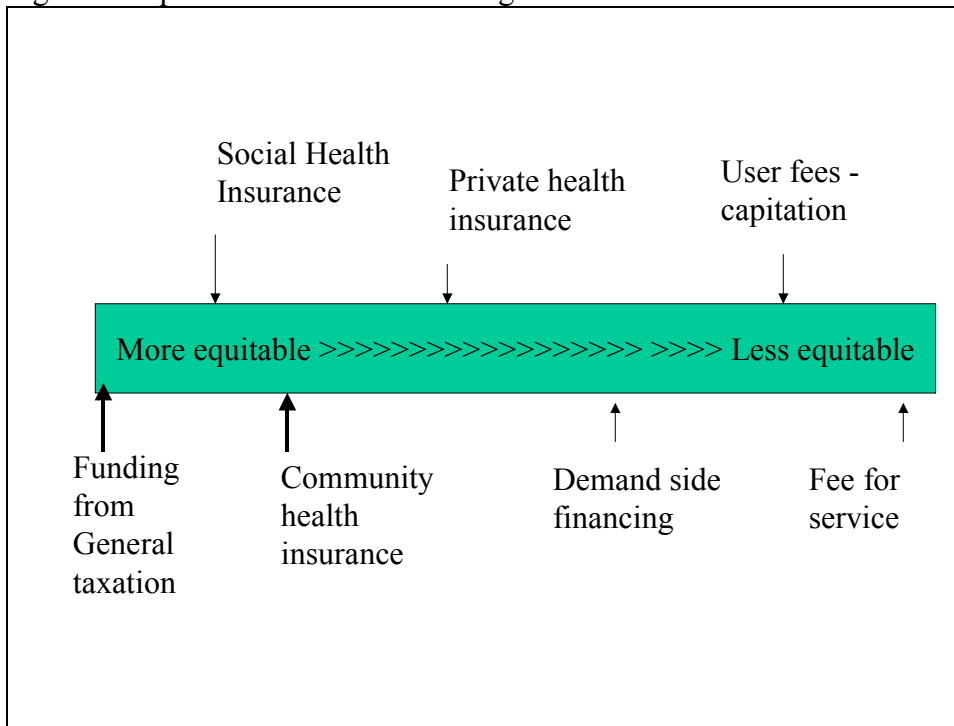 Social Health
Insurance
Private health
insurance
User fees -
capitation
More equitable >>>>>>>>>>>>>>>>>> >>>> Less equitable
Funding
from
General
taxation
Community
health
insurance
Demand side
financing
Fee for
service